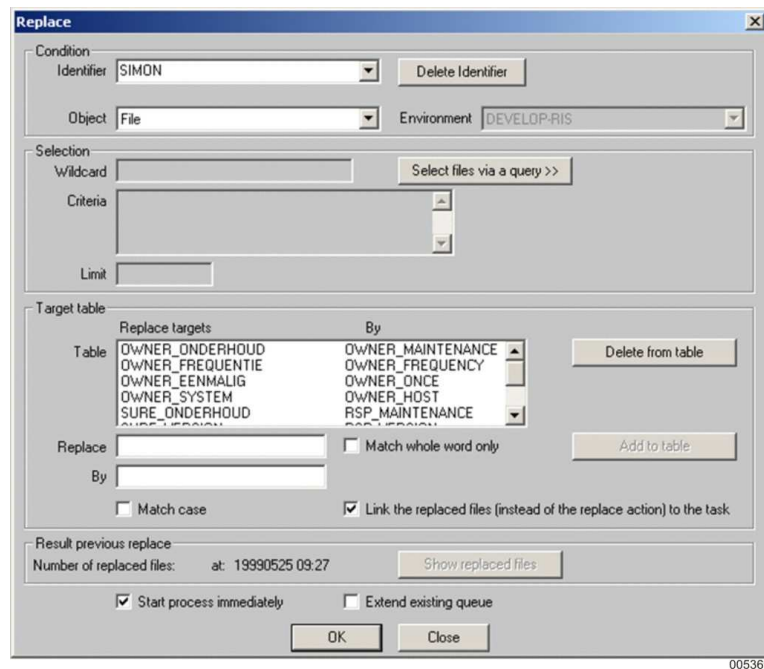 Replace
Condition
Identifier SIMON Delete Identifier
Object File Environment DEVELOP-RIS
Selection
Wildcard Select files via a query >>
Criteria
Limit
Target table
Replace targets By
Table OWNER_ONDERHOUD OWNER_MAINTENANCE Delete from table
OWNER_FREQUENTIE OWNER_FREQUENCY
OWNER_EENMALIG OWNER_ONCE
OWNER_SYSTEM OWNER_HOST
SURE_ONDERHOUD RSP_MAINTENANCE
Replace Match whole word only Add to table
By
Match case Link the replaced files (instead of the replace action) to the task
Result previous replace
Number of replaced files: at: 19990525 09:27 Show replaced files
Start process immediately Extend existing queue
OK Close
00536